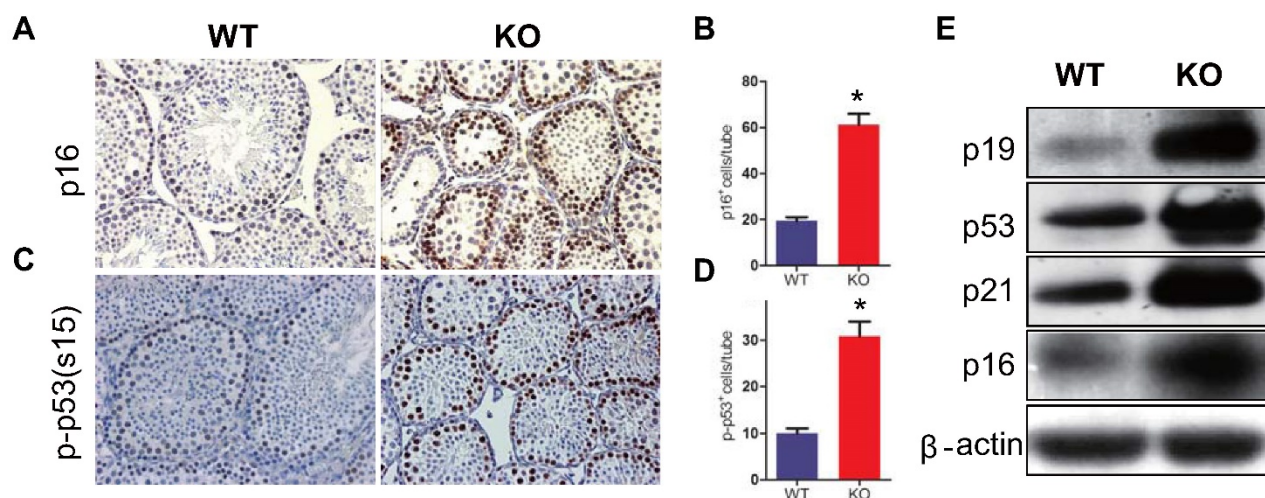 A
WT
KO
p16
C
p-p53(s15)
B
p16⁺ cells/tube
80
60
40
20
0
*
WT
KO
D
p-p53⁺ cells/tube
30
20
10
0
*
WT
KO
E
WT
KO
p19
p53
p21
p16
β-actin